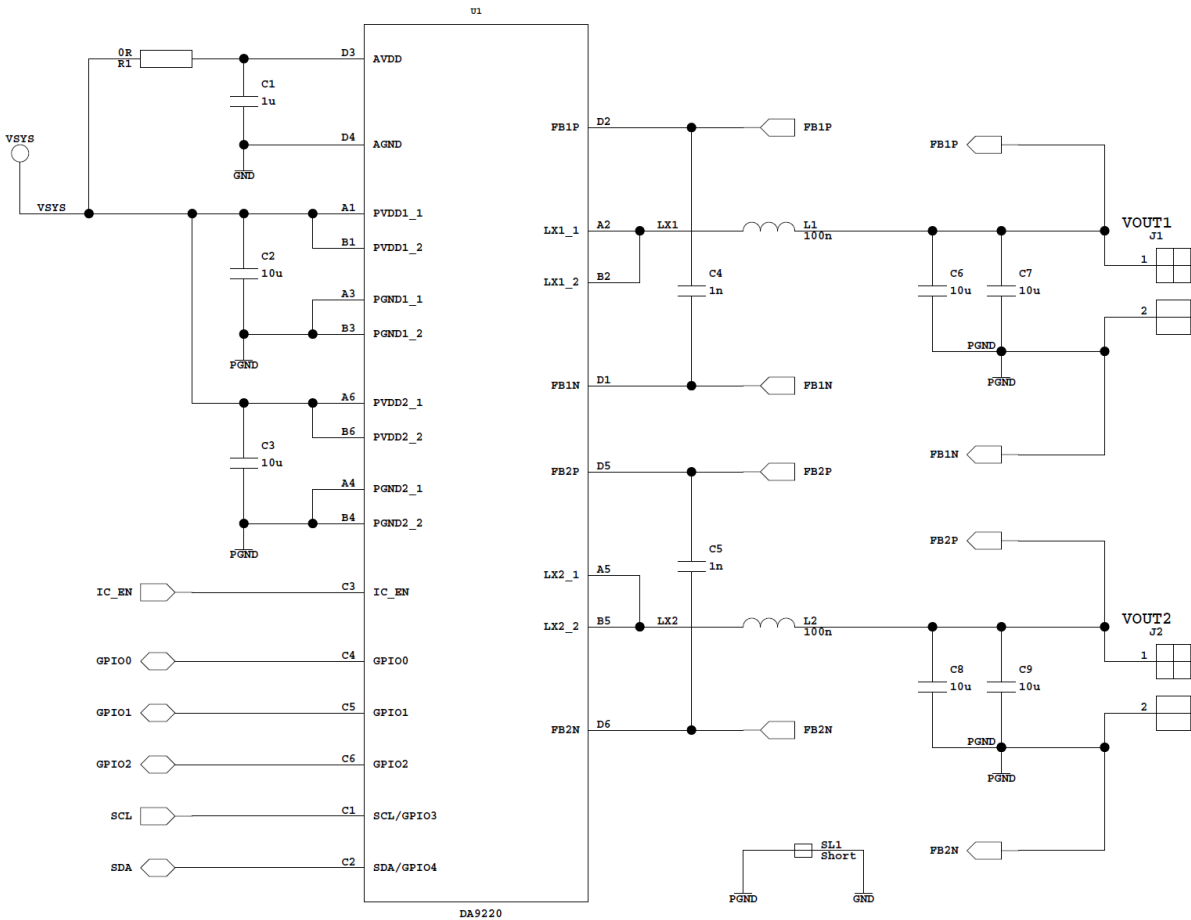 U1
0R
R1
D3
AVDD
C1
1u
D4
AGND
GND
VSYS
VSYS
A1
PVDD1_1
B1
PVDD1_2
C2
10u
A3
PGND1_1
B3
PGND1_2
PGND
A6
PVDD2_1
B6
PVDD2_2
C3
10u
A4
PGND2_1
B4
PGND2_2
PGND
IC_EN
C3
IC_EN
GPIO0
C4
GPIO0
GPIO1
C5
GPIO1
GPIO2
C6
GPIO2
SCL
C1
SCL/GPIO3
SDA
C2
SDA/GPIO4
DA9220
FB1P
D2
FB1P
LX1_1
A2
LX1
L1
100n
LX1_2
B2
C4
1n
FB1N
D1
FB1N
FB1P
C6
10u
C7
10u
VOUT1
J1
1
2
PGND
PGND
FB1N
FB2P
D5
FB2P
C5
1n
LX2_1
A5
LX2_2
B5
LX2
L2
100n
FB2N
D6
FB2N
FB2P
C8
10u
C9
10u
VOUT2
J2
1
2
PGND
PGND
FB2N
SL1
Short
PGND
GND